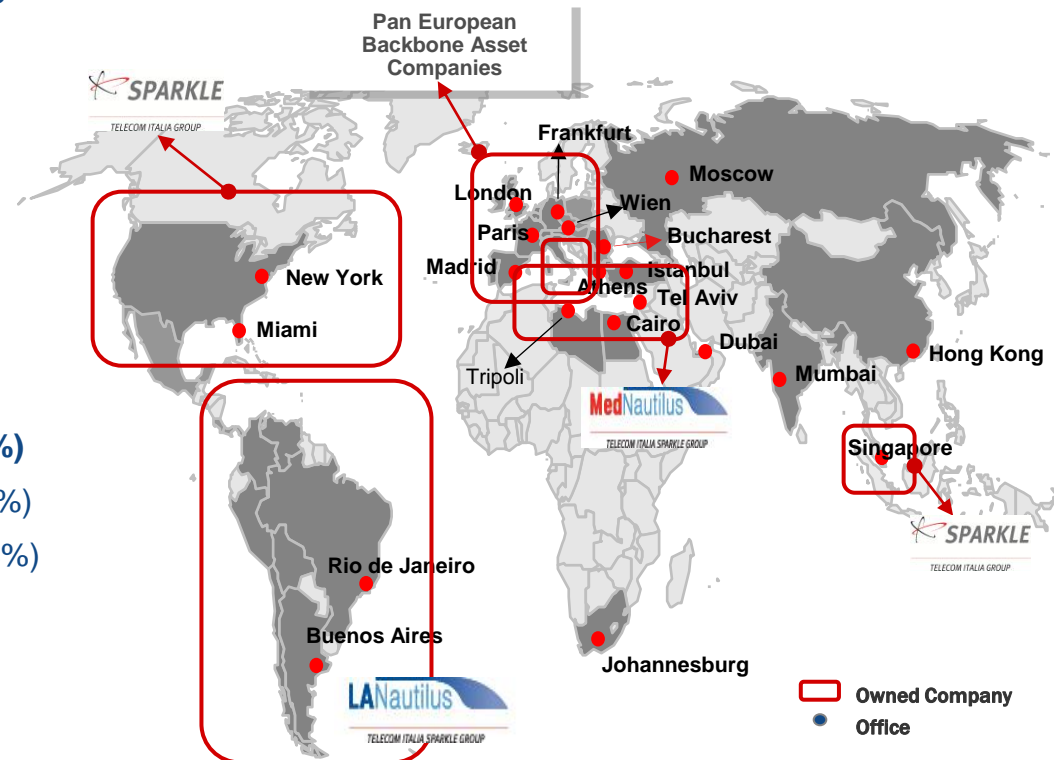 Pan European
Backbone Asset
Companies
SPARKLE
TELECOM ITALIA GROUP
Frankfurt
Moscow
London
Wien
Paris
Bucharest
Madrid
Istanbul
New York
Athens
Tel Aviv
Miami
Cairo
Dubai
Hong Kong
Tripoli
Mumbai
MedNautilus
TELECOM ITALIA SPARKLE GROUP
%)
Singapore
%)
SPARKLE
TELECOM ITALIA GROUP
%)
Rio de Janeiro
Buenos Aires
Johannesburg
LANautilus
TELECOM ITALIA SPARKLE GROUP
Owned Company
Office